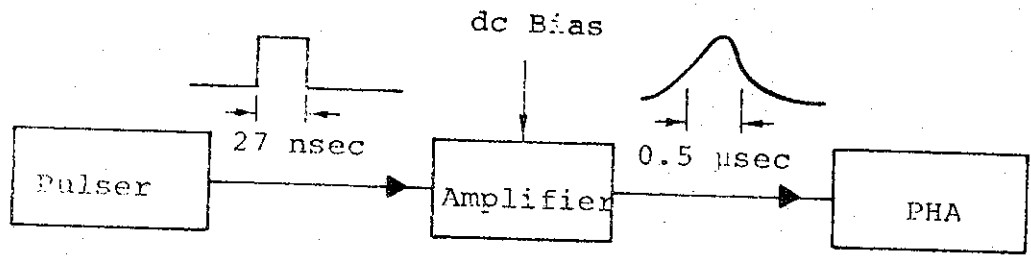 dc Bias
27 nsec
0.5 μsec
Pulser
Amplifier
PHA